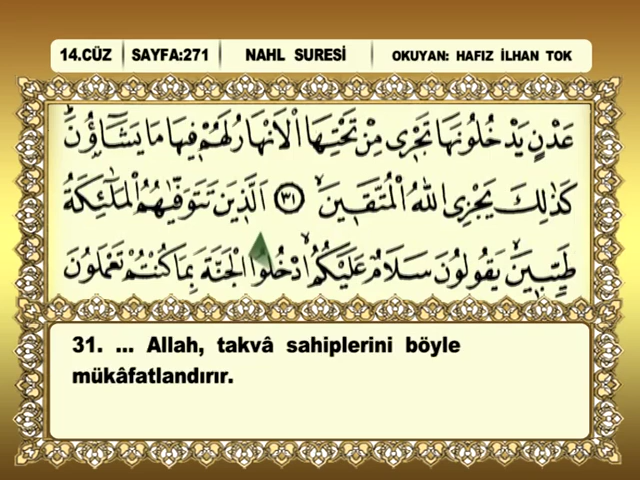 14.CÜZ SAYFA:271 NAHL SURESİ OKUYAN: HAFIZ İLHAN TOK
عَدْنٍ يَدْخُلُونَهَا تَجْرٖى مِنْ تَحْتِهَا الْاَنْهَارُ لَهُمْ فٖيهَا مَا يَشَٓاؤُ۫نَۜ
كَذٰلِكَ يَجْزِى اللّٰهُ الْمُتَّقٖينَۙ ﴿٣١﴾ اَلَّذٖينَ تَتَوَفّٰيهُمُ الْمَلٰٓئِكَةُ
طَيِّبٖينَۙ يَقُولُونَ سَلَامٌ عَلَيْكُمُۙ ادْخُلُوا الْجَنَّةَ بِمَا كُنْتُمْ تَعْمَلُونَ
31. ... Allah, takvâ sahiplerini böyle
mükâfatlandırır.